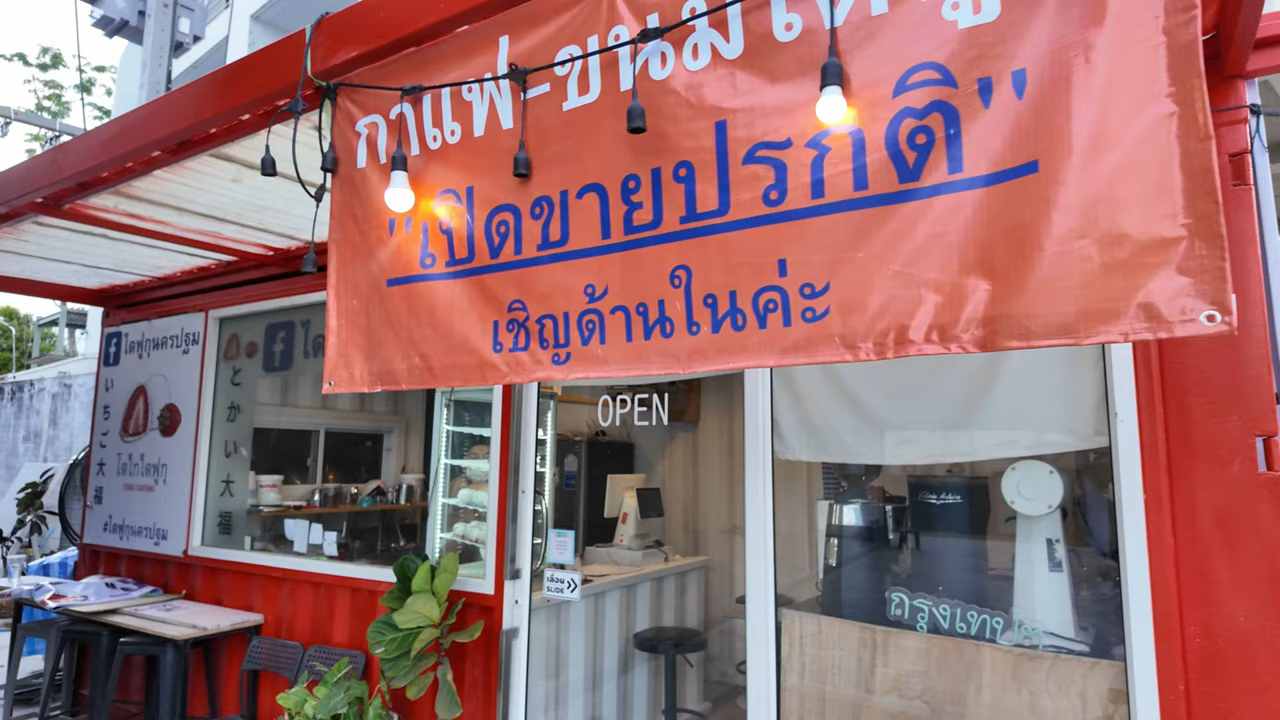 กาแฟ-ขนมไดฟูกุ
"เปิดขายปรกติ"
เชิญด้านในค่ะ
ไดฟูกุนครปฐม
いちご大福
โตไกไดฟูกุ
#ไดฟูกุนครปฐม
とかい大福
OPEN
เลื่อน
SLIDE
กรุงเทพฯ